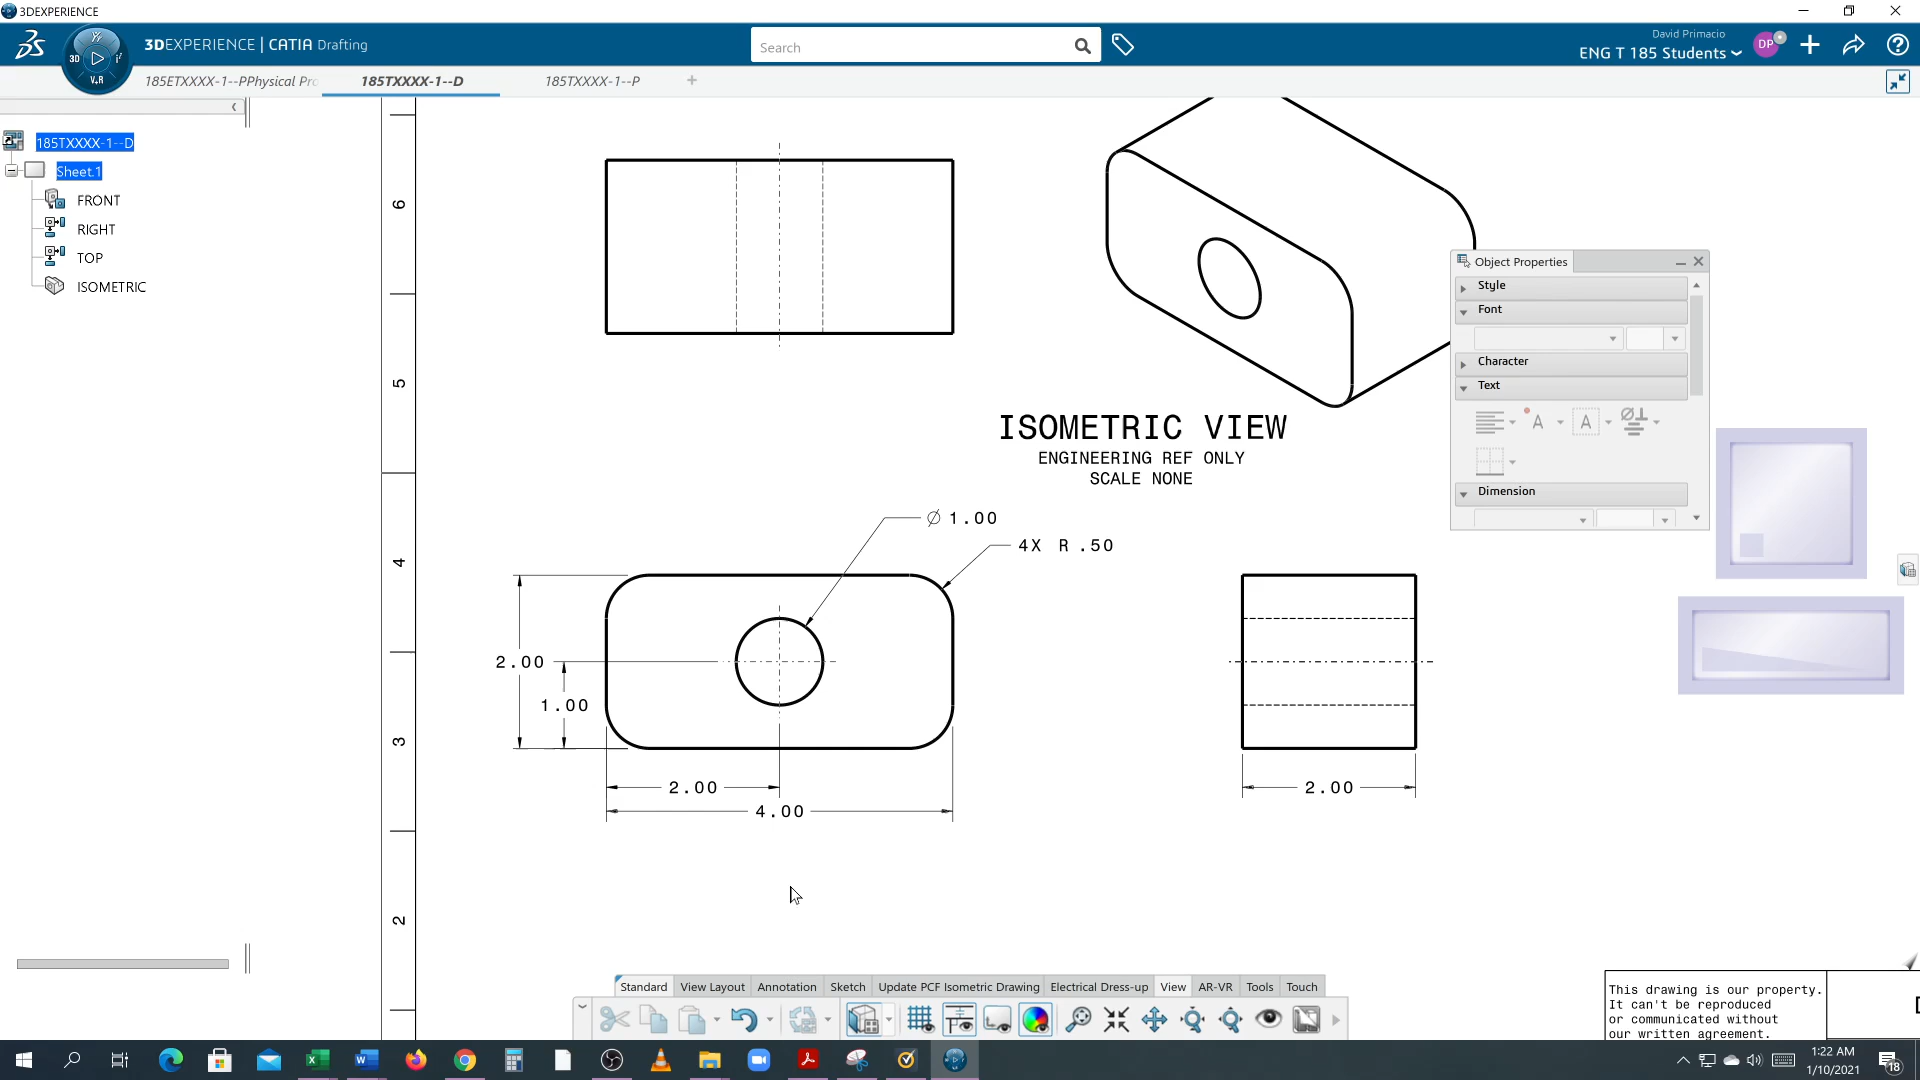 3DEXPERIENCE
3DEXPERIENCE | CATIA Drafting
3D
V+R
Search
David Primacio
ENG T 185 Students
DP
185ETXXXX-1--PPhysical Pro
185TXXXX-1--D
185TXXXX-1--P
185TXXXX-1--D
Sheet.1
FRONT
RIGHT
TOP
ISOMETRIC
6
5
4
3
2
ISOMETRIC VIEW
ENGINEERING REF ONLY
SCALE NONE
Ø 1.00
4X R .50
2.00
1.00
2.00
4.00
2.00
Object Properties
Style
Font
Character
Text
Dimension
This drawing is our property.
It can't be reproduced
or communicated without
our written agreement.
Standard
View Layout
Annotation
Sketch
Update PCF Isometric Drawing
Electrical Dress-up
View
AR-VR
Tools
Touch
1:22 AM
1/10/2021
18